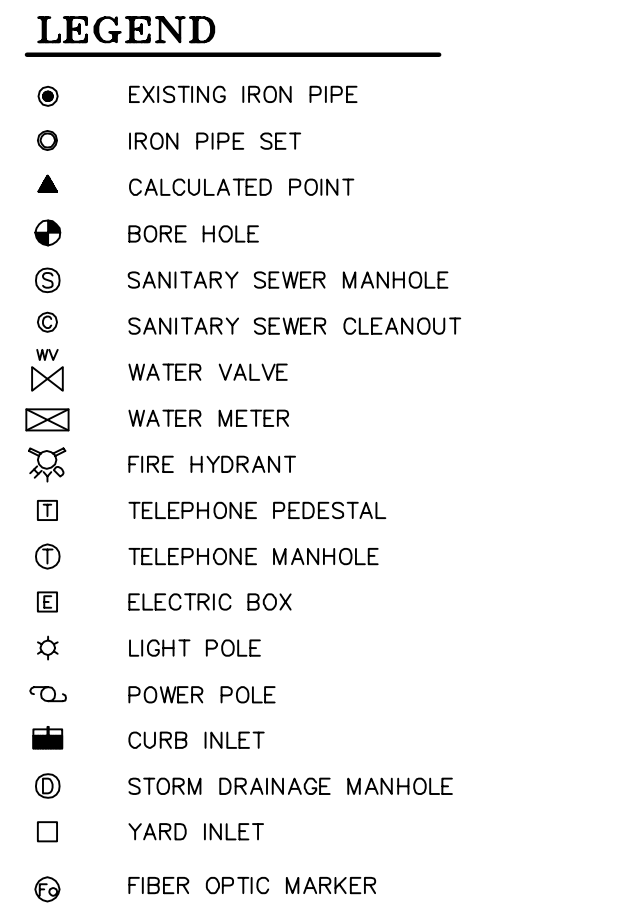 LEGEND
EXISTING IRON PIPE
IRON PIPE SET
CALCULATED POINT
BORE HOLE
S SANITARY SEWER MANHOLE
C SANITARY SEWER CLEANOUT
WV
WATER VALVE
WATER METER
FIRE HYDRANT
T TELEPHONE PEDESTAL
T TELEPHONE MANHOLE
E ELECTRIC BOX
LIGHT POLE
POWER POLE
CURB INLET
D STORM DRAINAGE MANHOLE
YARD INLET
Fo FIBER OPTIC MARKER